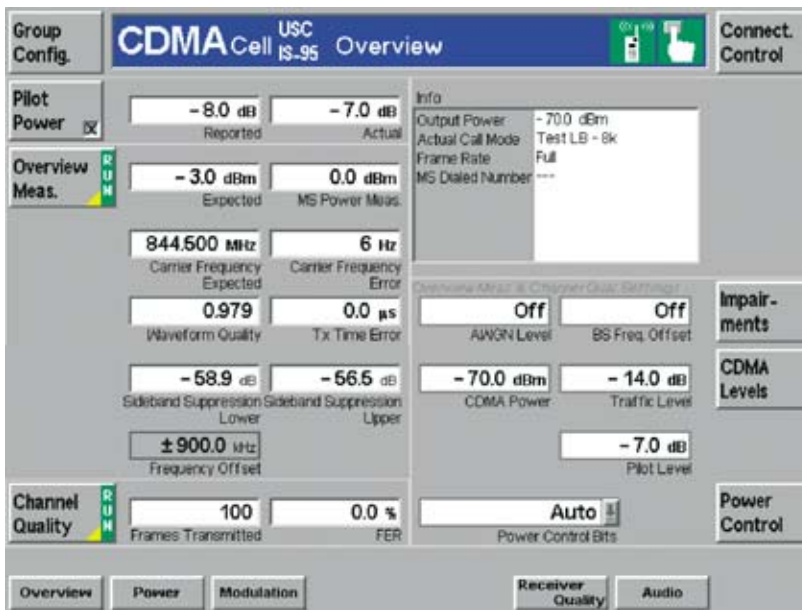 Group
Config.
CDMA Cell USC
IS-95 Overview
Connect.
Control
Pilot
Power
-8.0 dB
Reported
-7.0 dB
Actual
Info
Output Power -70.0 dBm
Actual Call Mode Test LB - 8k
Frame Rate Full
MS Dialed Number ---
Overview
Meas.
RUN
-3.0 dBm
Expected
0.0 dBm
MS Power Meas.
844.500 MHz
Carrier Frequency
Expected
6 Hz
Carrier Frequency
Error
0.979
Waveform Quality
0.0 µs
Tx Time Error
Overview Meas. & Channel Qual. Settings
Off
AWGN Level
Off
BS Freq. Offset
Impair-
ments
-58.9 dB
Sideband Suppression
Lower
-56.5 dB
Sideband Suppression
Upper
-70.0 dBm
CDMA Power
-14.0 dB
Traffic Level
CDMA
Levels
±900.0 kHz
Frequency Offset
-7.0 dB
Pilot Level
Channel
Quality
RUN
100
Frames Transmitted
0.0 %
FER
Auto
Power Control Bits
Power
Control
Overview
Power
Modulation
Receiver
Quality
Audio